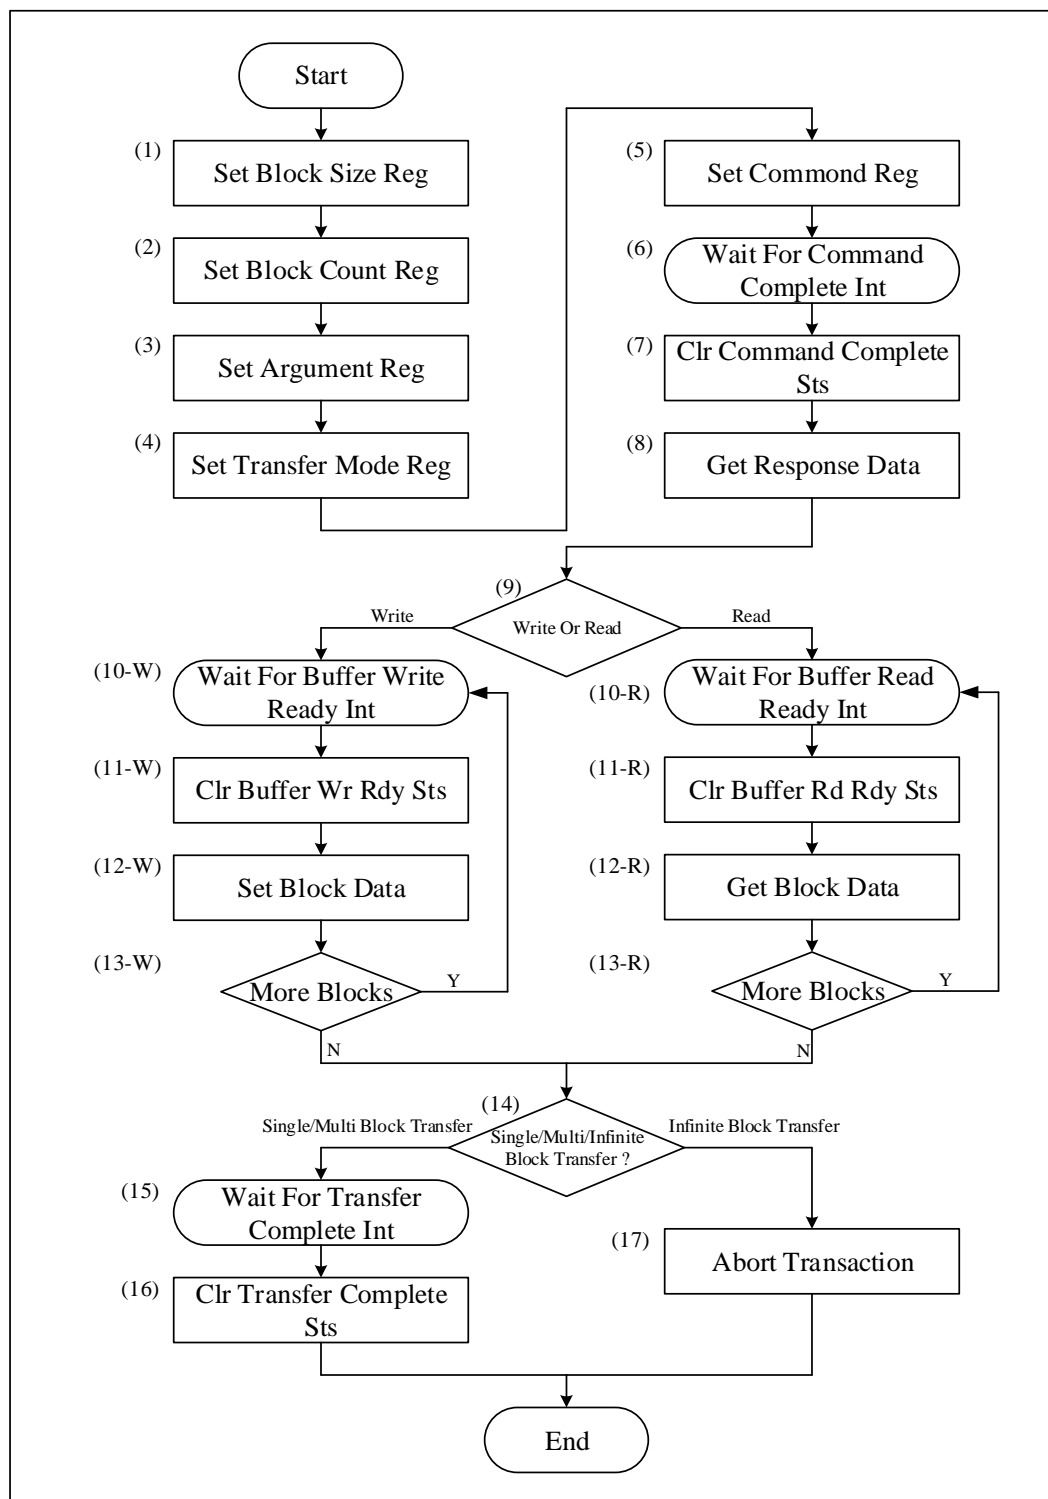 Start
(1)
Set Block Size Reg
(2)
Set Block Count Reg
(3)
Set Argument Reg
(4)
Set Transfer Mode Reg
(5)
Set Commond Reg
(6)
Wait For Command
Complete Int
(7)
Clr Command Complete
Sts
(8)
Get Response Data
(9)
Write Or Read
Write
Read
(10-W)
Wait For Buffer Write
Ready Int
(11-W)
Clr Buffer Wr Rdy Sts
(12-W)
Set Block Data
(13-W)
More Blocks
Y
N
(10-R)
Wait For Buffer Read
Ready Int
(11-R)
Clr Buffer Rd Rdy Sts
(12-R)
Get Block Data
(13-R)
More Blocks
Y
N
(14)
Single/Multi/Infinite
Block Transfer ?
Single/Multi Block Transfer
Infinite Block Transfer
(15)
Wait For Transfer
Complete Int
(16)
Clr Transfer Complete
Sts
(17)
Abort Transaction
End